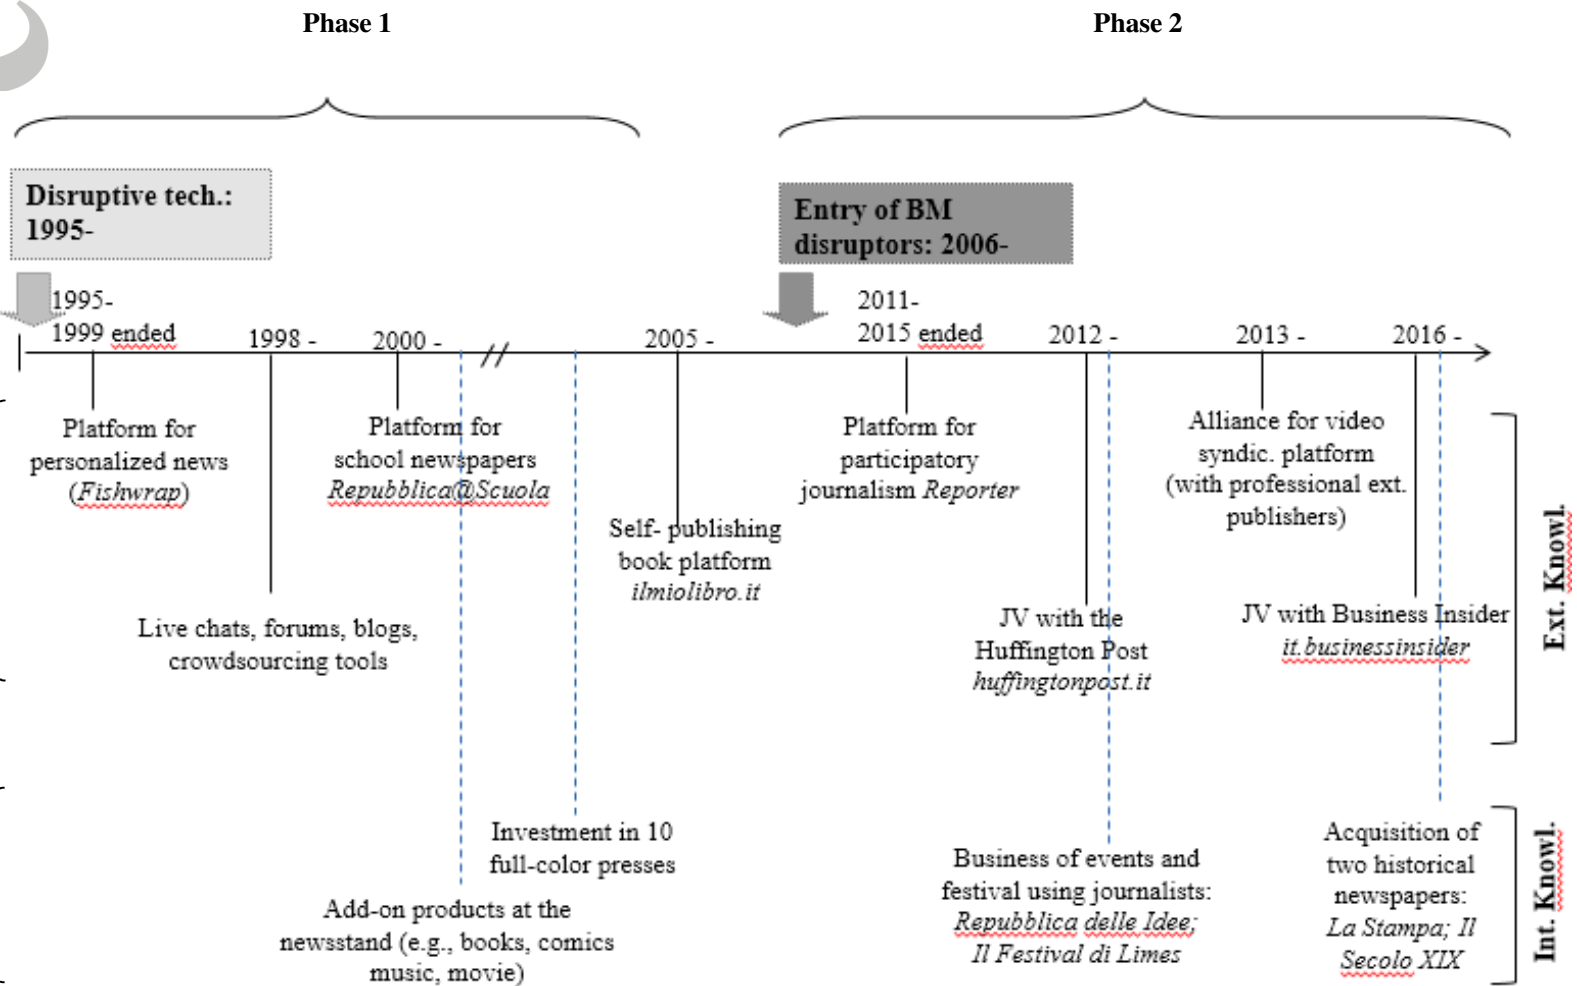 Phase 1
Phase 2
Disruptive tech.:
1995-
Entry of BM
disruptors: 2006-
1995-
1999 ended
1998 -
2000 -
2005 -
2011-
2015 ended
2012 -
2013 -
2016 -
Platform for
personalized news
(Fishwrap)
Live chats, forums, blogs,
crowdsourcing tools
Platform for
school newspapers
Repubblica@Scuola
Self- publishing
book platform
ilmiolibro.it
Platform for
participatory
journalism Reporter
JV with the
Huffington Post
huffingtonpost.it
Alliance for video
syndic. platform
(with professional ext.
publishers)
JV with Business Insider
it.businessinsider
Ext. Knowl.
Investment in 10
full-color presses
Add-on products at the
newsstand (e.g., books, comics
music, movie)
Business of events and
festival using journalists:
Repubblica delle Idee;
Il Festival di Limes
Acquisition of
two historical
newspapers:
La Stampa; Il
Secolo XIX
Int. Knowl.